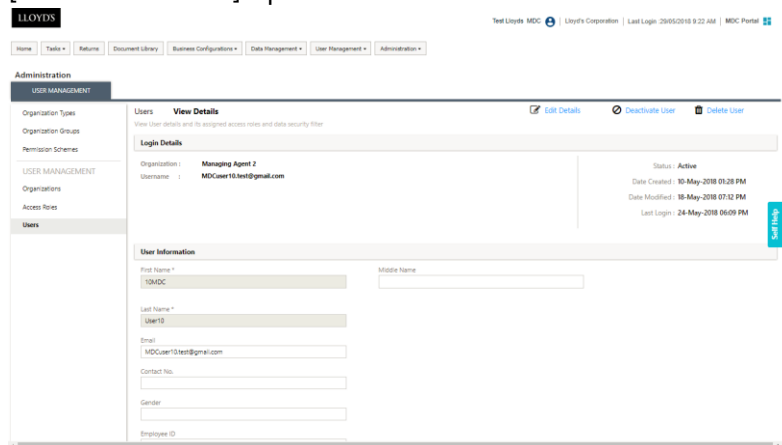 LLOYD'S
Test Lloyds MDC | Lloyd's Corporation | Last Login :29/05/2018 9:22 AM | MDC Portal
Home Tasks Returns Document Library Business Configurations Data Management User Management Administration
Administration
USER MANAGEMENT
Organization Types
Organization Groups
Permission Schemes
USER MANAGEMENT
Organizations
Access Roles
Users
Users View Details
Edit Details Deactivate User Delete User
View User details and its assigned access roles and data security filter
Login Details
Organization : Managing Agent 2
Username : MDCuser10.test@gmail.com
Status : Active
Date Created : 10-May-2018 01:28 PM
Date Modified : 18-May-2018 07:12 PM
Last Login : 24-May-2018 06:09 PM
Self Help
User Information
First Name *
10MDC
Middle Name
Last Name *
User10
Email
MDCuser10.test@gmail.com
Contact No.
Gender
Employee ID